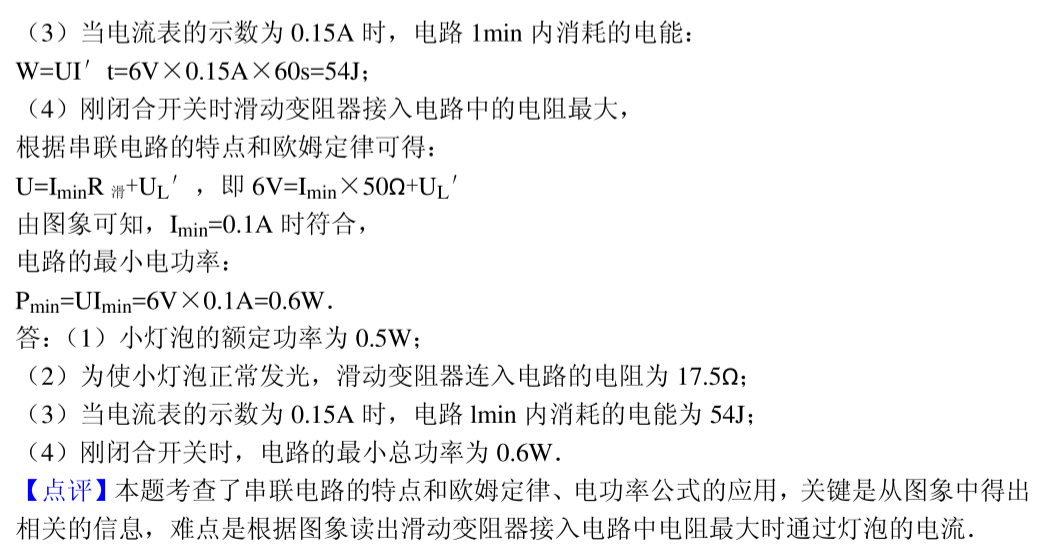 （3）当电流表的示数为 0.15A 时，电路 1min 内消耗的电能：
W=UI′t=6V×0.15A×60s=54J；
（4）刚闭合开关时滑动变阻器接入电路中的电阻最大，
根据串联电路的特点和欧姆定律可得：
U=IminR 滑+UL′，即 6V=Imin×50Ω+UL′
由图象可知，Imin=0.1A 时符合，
电路的最小电功率：
Pmin=UImin=6V×0.1A=0.6W．
答：（1）小灯泡的额定功率为 0.5W；
（2）为使小灯泡正常发光，滑动变阻器连入电路的电阻为 17.5Ω；
（3）当电流表的示数为 0.15A 时，电路 lmin 内消耗的电能为 54J；
（4）刚闭合开关时，电路的最小总功率为 0.6W．
【点评】本题考查了串联电路的特点和欧姆定律、电功率公式的应用，关键是从图象中得出
相关的信息，难点是根据图象读出滑动变阻器接入电路中电阻最大时通过灯泡的电流．